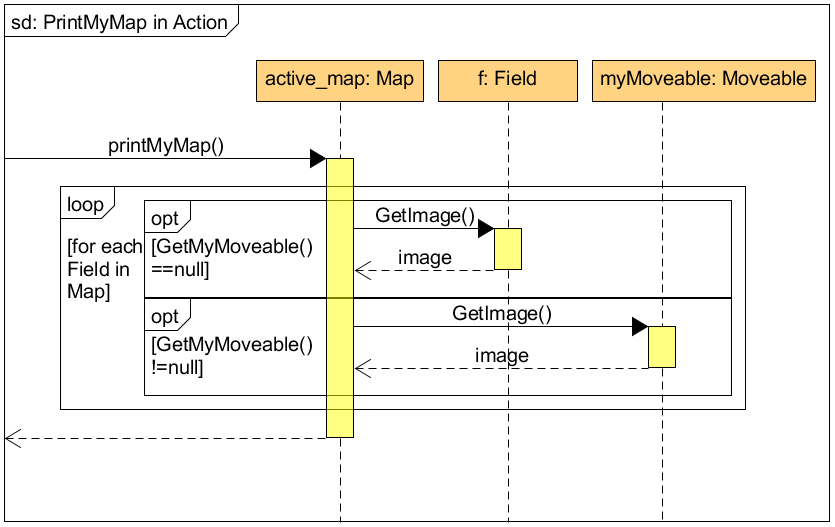 sd: PrintMyMap in Action
active_map: Map
f: Field
myMoveable: Moveable
printMyMap()
loop
[for each
Field in
Map]
opt
[GetMyMoveable()
==null]
GetImage()
image
opt
[GetMyMoveable()
!=null]
GetImage()
image